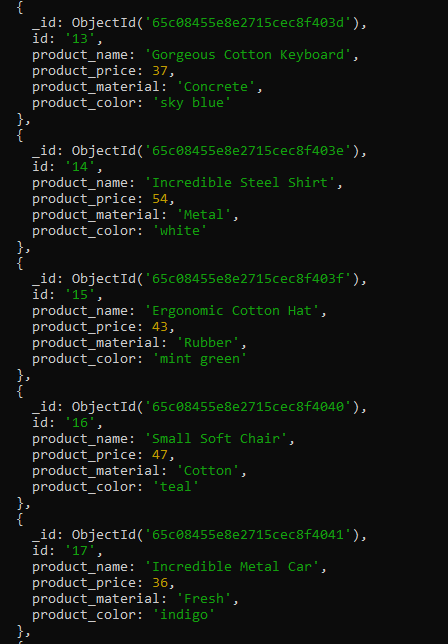 {
_id: ObjectId('65c08455e8e2715cec8f403d'),
id: '13',
product_name: 'Gorgeous Cotton Keyboard',
product_price: 37,
product_material: 'Concrete',
product_color: 'sky blue'
},
{
_id: ObjectId('65c08455e8e2715cec8f403e'),
id: '14',
product_name: 'Incredible Steel Shirt',
product_price: 54,
product_material: 'Metal',
product_color: 'white'
},
{
_id: ObjectId('65c08455e8e2715cec8f403f'),
id: '15',
product_name: 'Ergonomic Cotton Hat',
product_price: 43,
product_material: 'Rubber',
product_color: 'mint green'
},
{
_id: ObjectId('65c08455e8e2715cec8f4040'),
id: '16',
product_name: 'Small Soft Chair',
product_price: 47,
product_material: 'Cotton',
product_color: 'teal'
},
{
_id: ObjectId('65c08455e8e2715cec8f4041'),
id: '17',
product_name: 'Incredible Metal Car',
product_price: 36,
product_material: 'Fresh',
product_color: 'indigo'
},